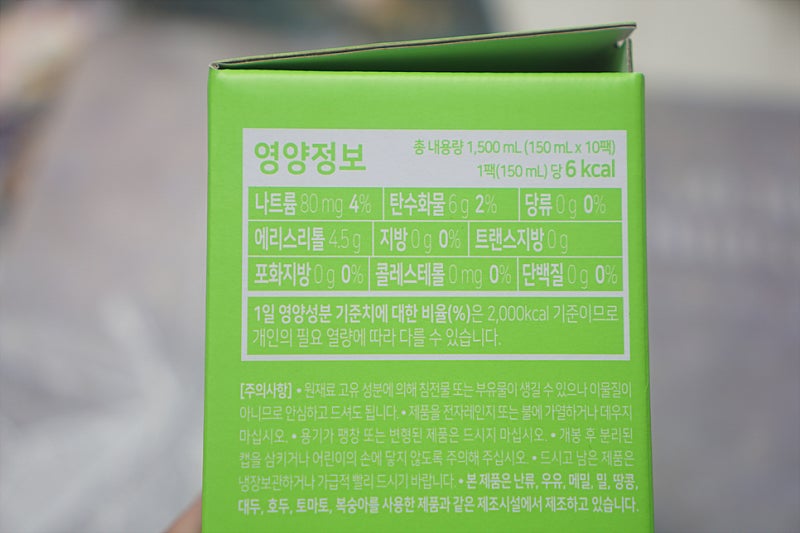 영양정보
총 내용량 1,500 mL (150 mL x 10팩)
1팩(150 mL) 당 6 kcal
나트륨 80 mg 4% 탄수화물 6 g 2% 당류 0 g 0%
에리스리톨 4.5 g 지방 0 g 0% 트랜스지방 0 g
포화지방 0 g 0% 콜레스테롤 0 mg 0% 단백질 0 g 0%
1일 영양성분 기준치에 대한 비율(%)은 2,000kcal 기준이므로
개인의 필요 열량에 따라 다를 수 있습니다.
[주의사항] • 원재료 고유 성분에 의해 침전물 또는 부유물이 생길 수 있으나 이물질이
아니므로 안심하고 드셔도 됩니다. • 제품을 전자레인지 또는 불에 가열하거나 데우지
마십시오. • 용기가 팽창 또는 변형된 제품은 드시지 마십시오. • 개봉 후 분리된
캡을 삼키거나 어린이의 손에 닿지 않도록 주의해 주십시오. • 드시고 남은 제품은
냉장보관하거나 가급적 빨리 드시기 바랍니다. • 본 제품은 난류, 우유, 메밀, 밀, 땅콩,
대두, 호두, 토마토, 복숭아를 사용한 제품과 같은 제조시설에서 제조하고 있습니다.